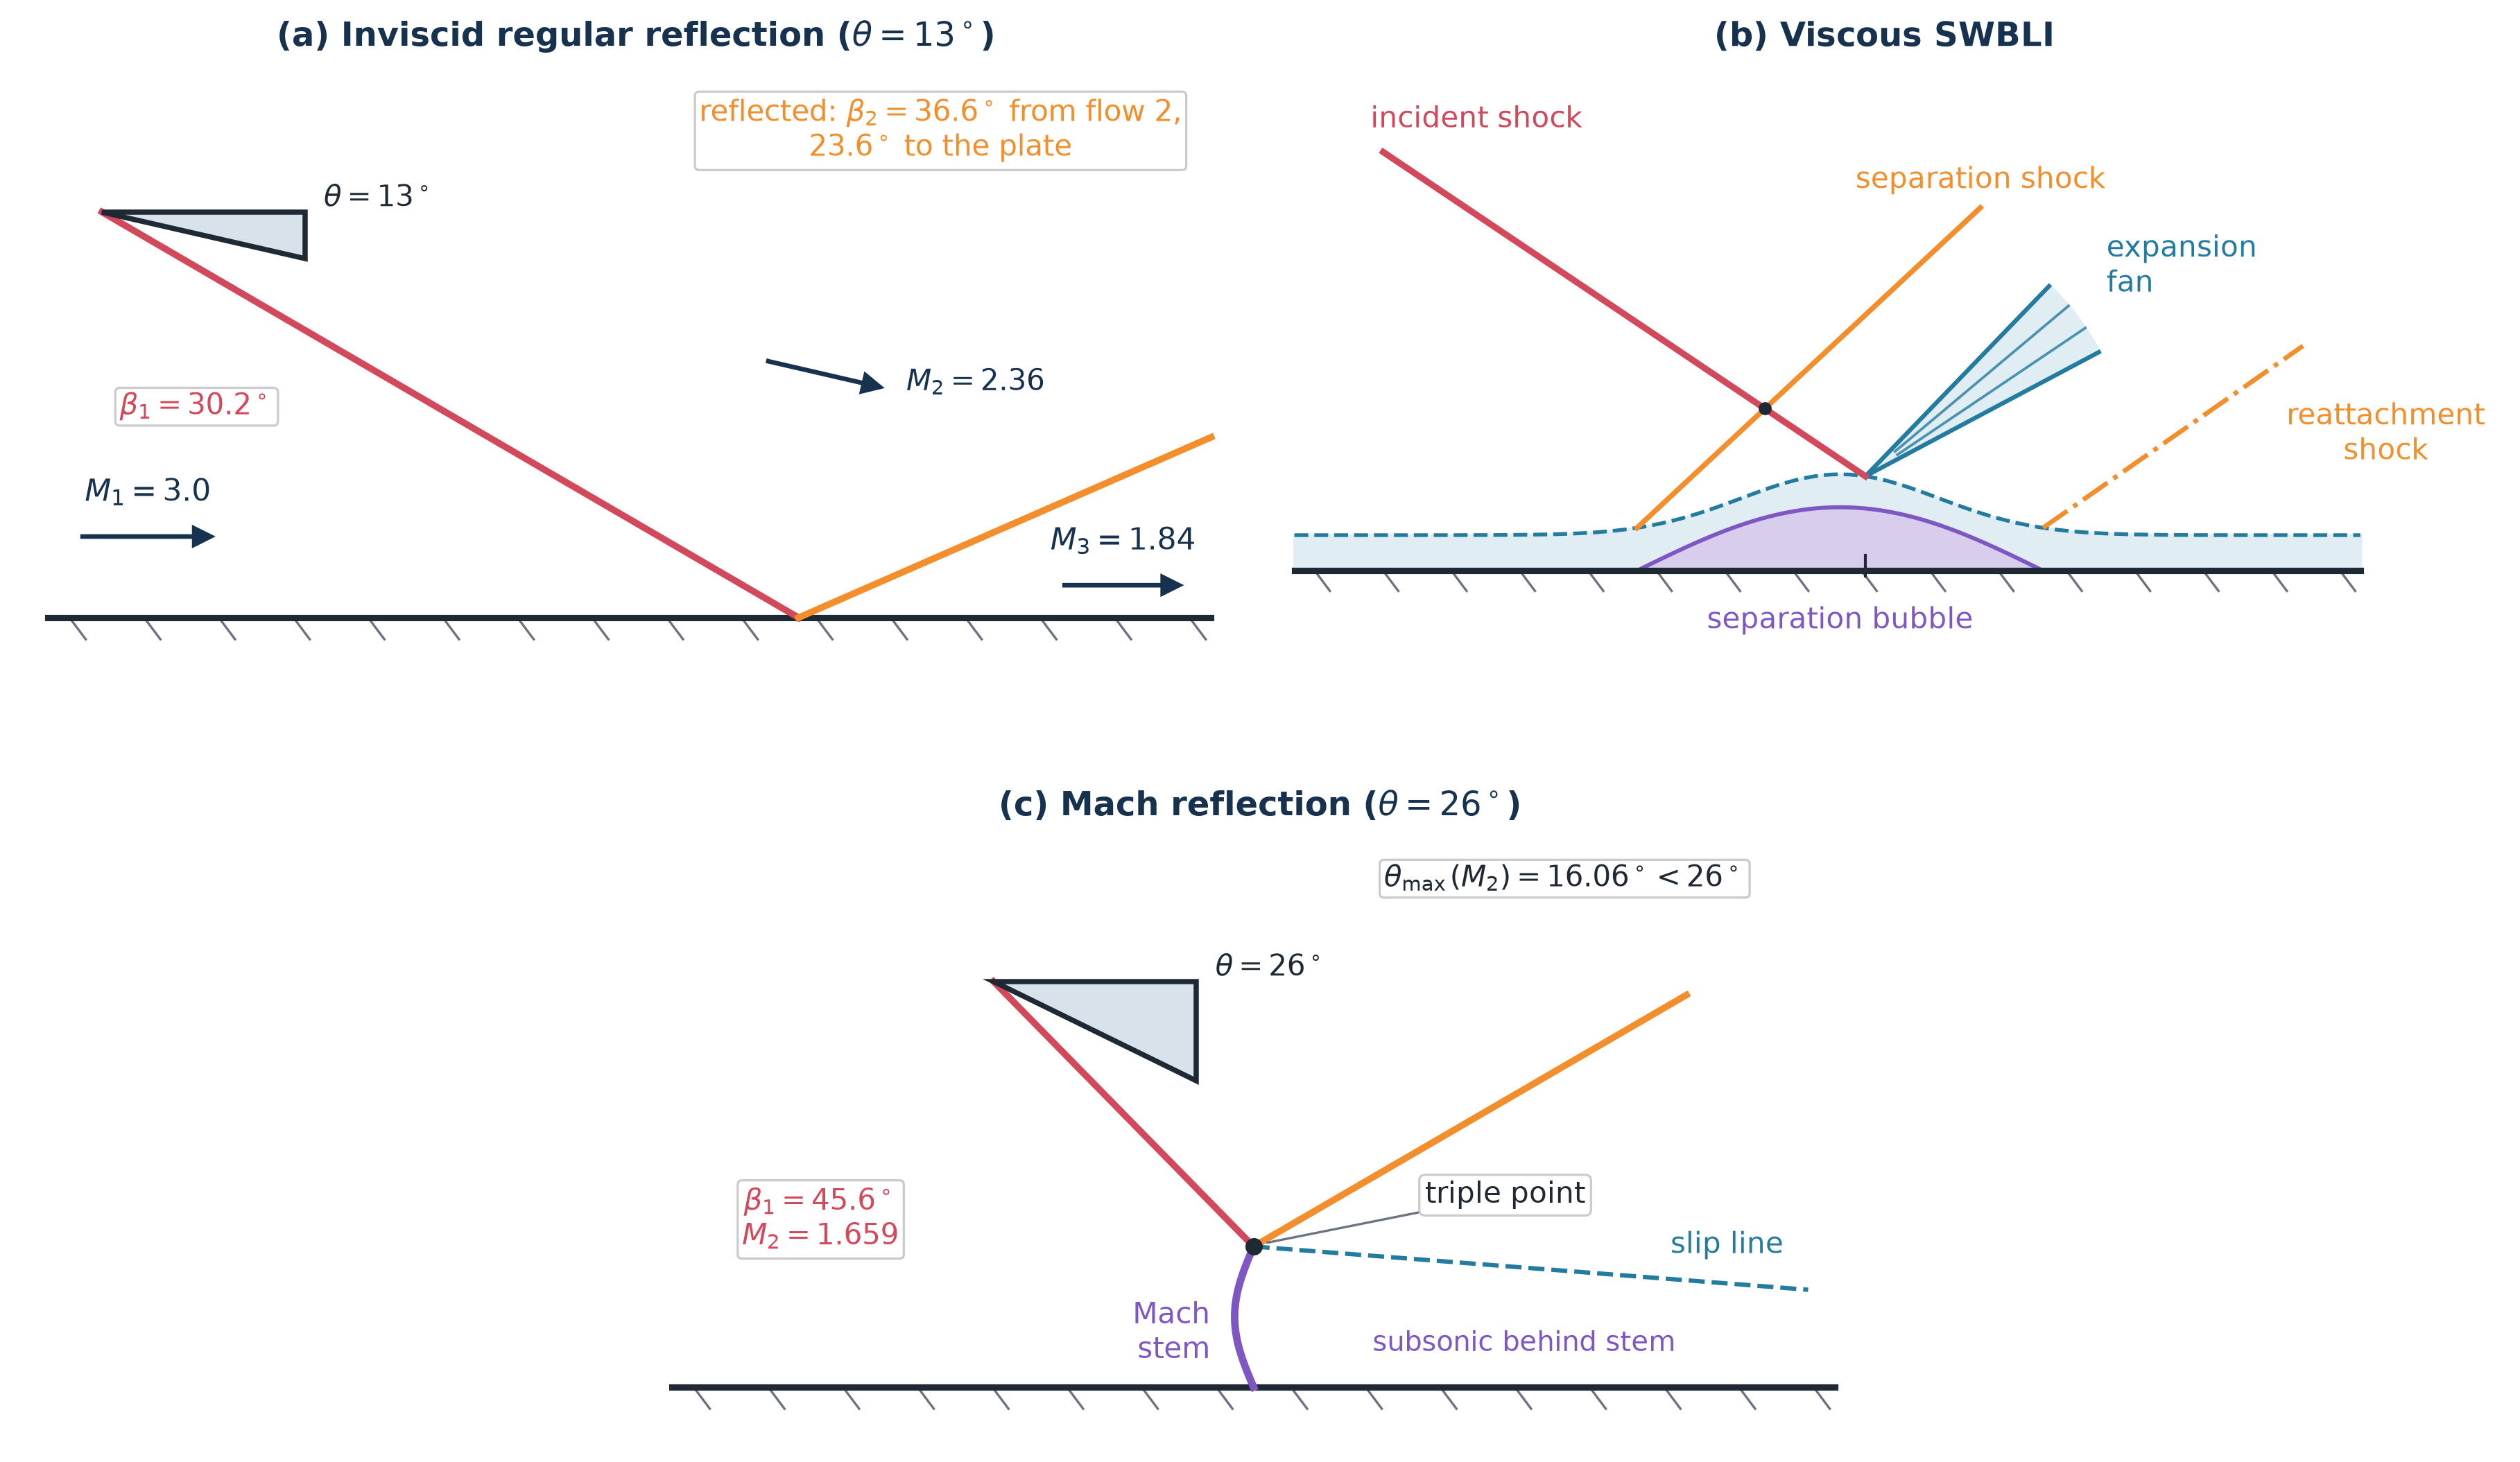 (a) Inviscid regular reflection (θ = 13°)
reflected: β₂ = 36.6° from flow 2,
23.6° to the plate
θ = 13°
M₂ = 2.36
β₁ = 30.2°
M₁ = 3.0
M₃ = 1.84
(b) Viscous SWBLI
incident shock
separation shock
expansion
fan
reattachment
shock
separation bubble
(c) Mach reflection (θ = 26°)
θmax(M₂) = 16.06° < 26°
θ = 26°
triple point
β₁ = 45.6°
M₂ = 1.659
slip line
Mach
stem
subsonic behind stem